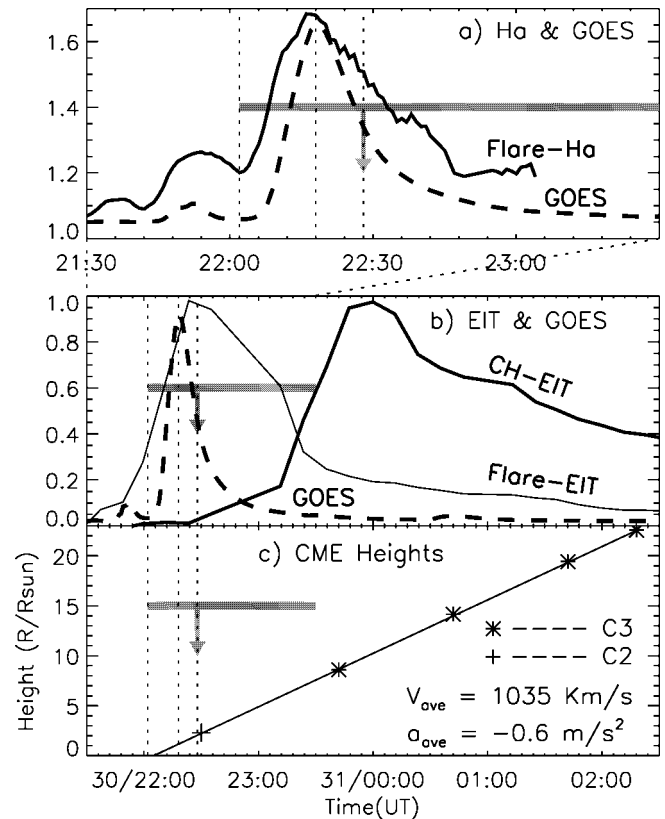 a) Ha & GOES
1.6
1.4
1.2
1.0
Flare-Ha
GOES
21:30
22:00
22:30
23:00
b) EIT & GOES
1.0
0.8
0.6
0.4
0.2
0.0
CH-EIT
Flare-EIT
GOES
c) CME Heights
Height (R/Rsun)
20
15
10
5
0
C3
C2
Vave = 1035 Km/s
aave = -0.6 m/s²
30/22:00
23:00
31/00:00
01:00
02:00
Time(UT)